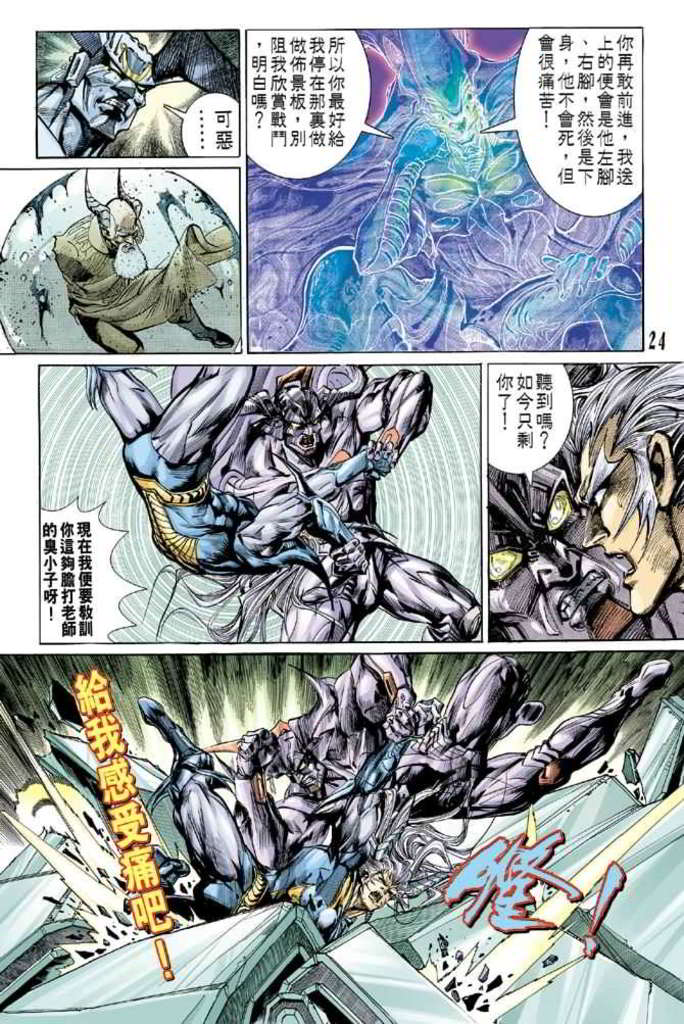 你再敢前進，我送
上的便會是他左腳
、右腳，然後是下
身，他不會死，但
會很痛苦！
所以你最好給
我停在那裏做
做佈景板，別
阻我欣賞戰鬥
，明白嗎？
可惡
……
24
聽到嗎？
如今只剩
你了！
現在我便要敎訓
你這夠膽打老師
的臭小子呀！
給我感受痛吧！